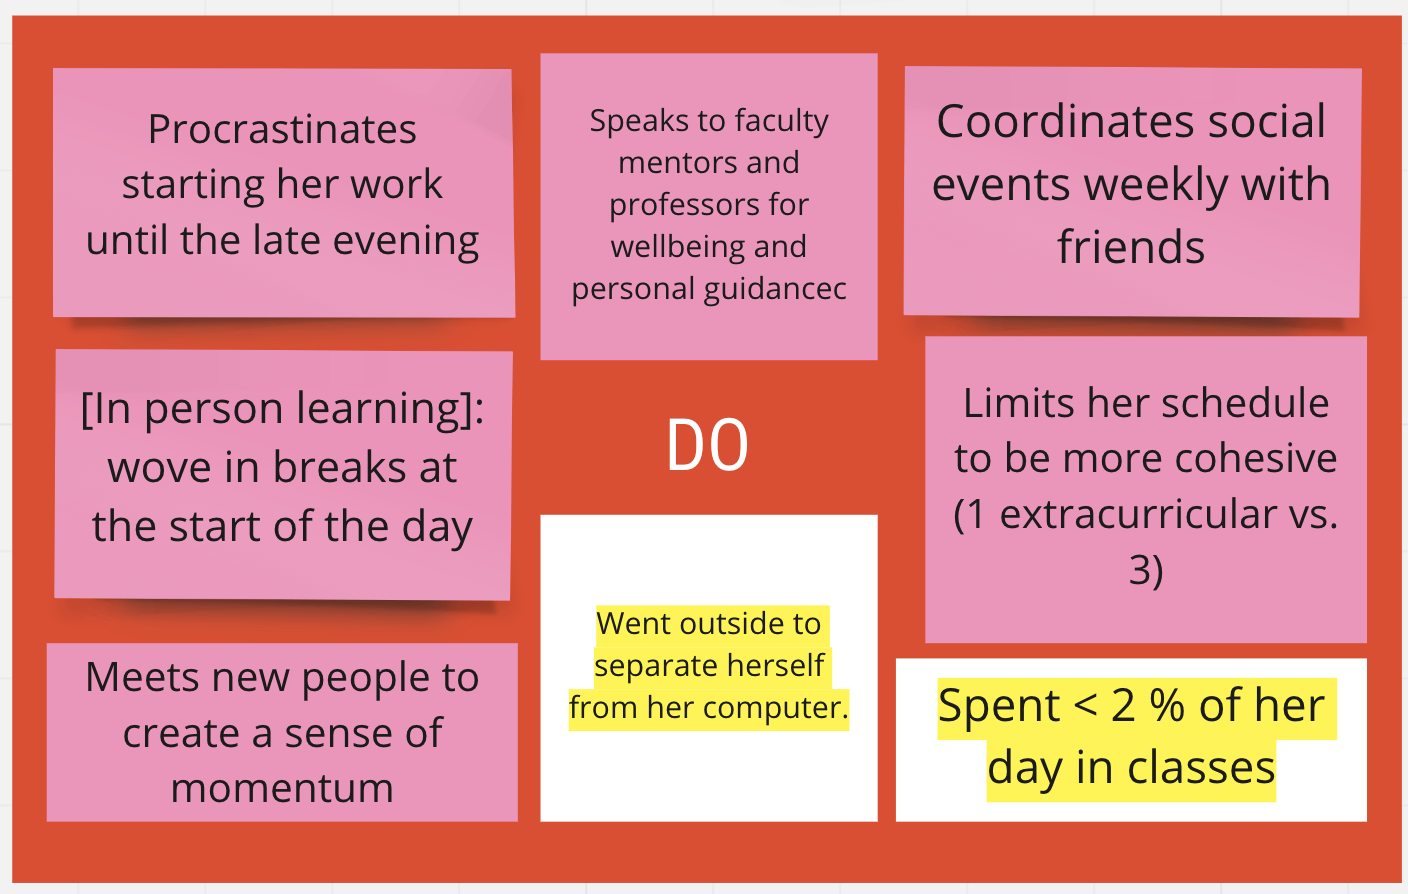 Procrastinates
starting her work
until the late evening
Speaks to faculty
mentors and
professors for
wellbeing and
personal guidancec
Coordinates social
events weekly with
friends
[In person learning]:
wove in breaks at
the start of the day
DO
Limits her schedule
to be more cohesive
(1 extracurricular vs.
3)
Meets new people to
create a sense of
momentum
Went outside to
separate herself
from her computer.
Spent < 2 % of her
day in classes